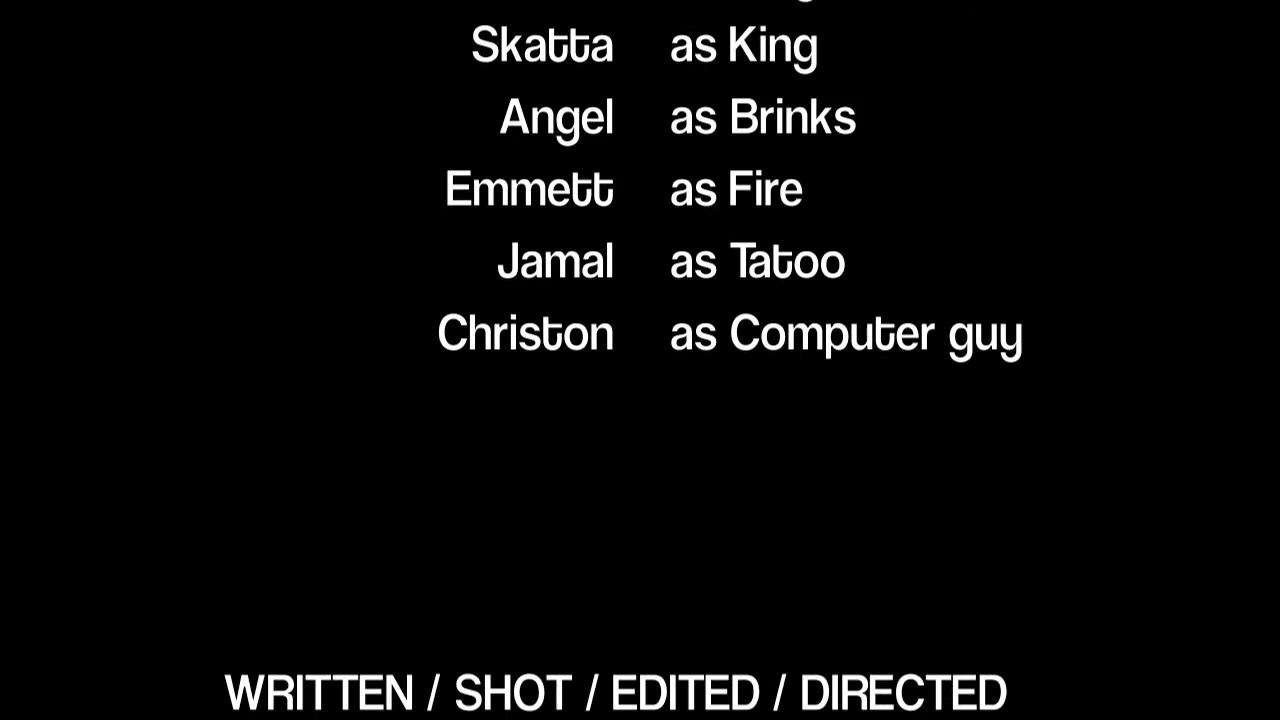 Skatta as King
Angel as Brinks
Emmett as Fire
Jamal as Tatoo
Christon as Computer guy
WRITTEN / SHOT / EDITED / DIRECTED